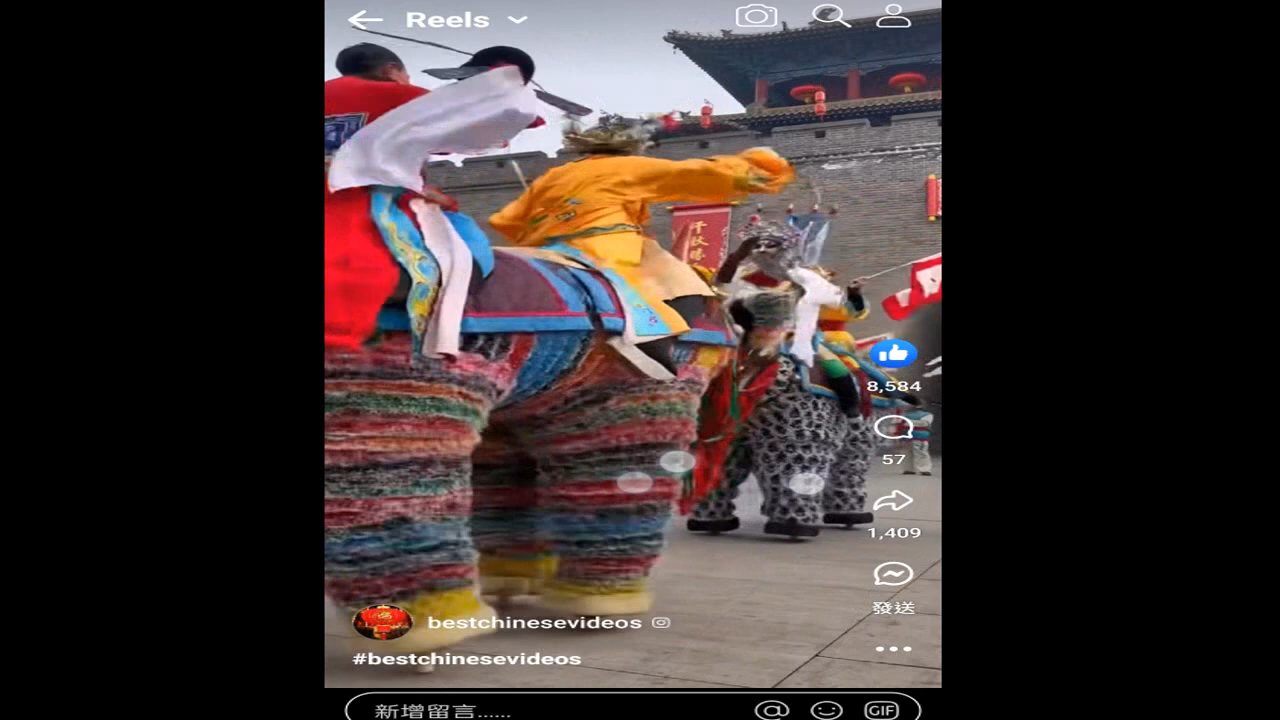 Reels
8,584
57
1,409
發送
bestchinesevideos
#bestchinesevideos
新增留言......
GIF